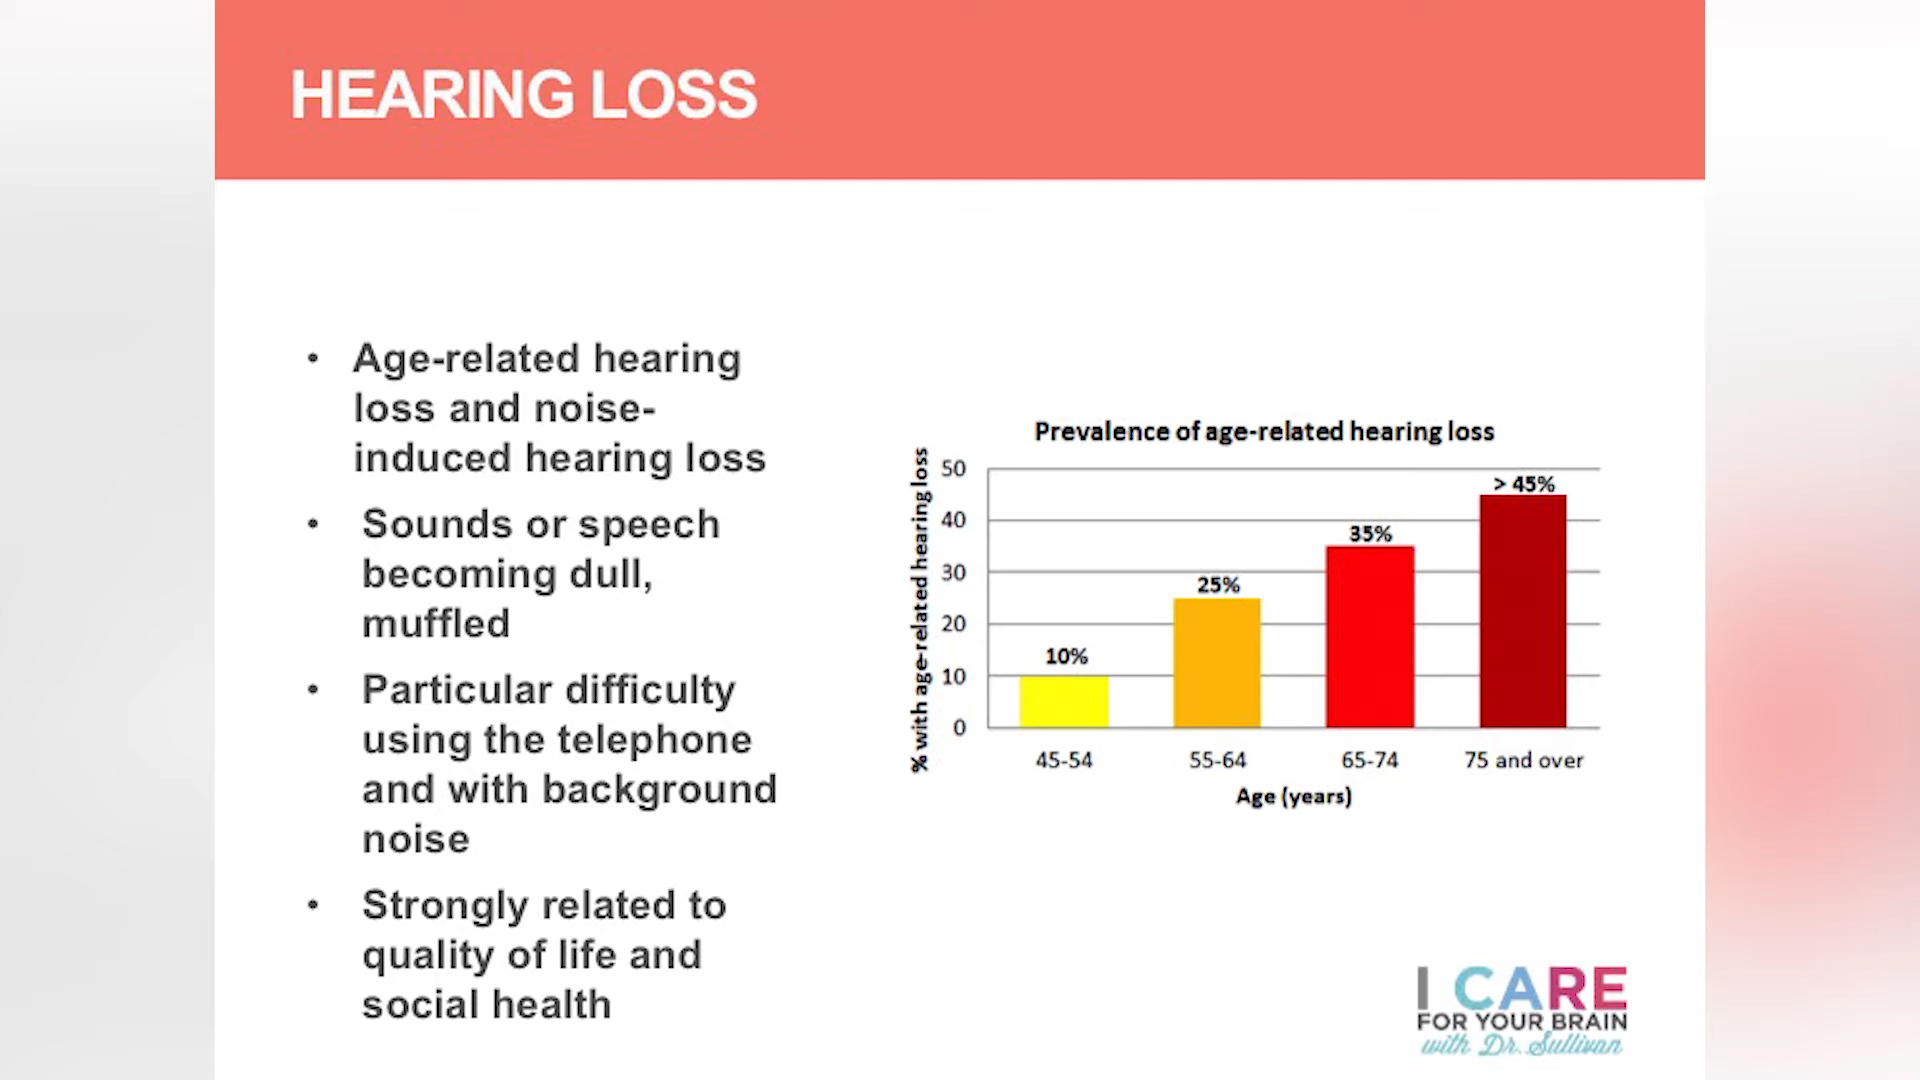 HEARING LOSS
• Age-related hearing
loss and noise-
induced hearing loss
• Sounds or speech
becoming dull,
muffled
• Particular difficulty
using the telephone
and with background
noise
• Strongly related to
quality of life and
social health
Prevalence of age-related hearing loss
% with age-related hearing loss
50
40
30
20
10
0
10%
25%
35%
> 45%
45-54
55-64
65-74
75 and over
Age (years)
I CARE
FOR YOUR BRAIN
with Dr. Sullivan